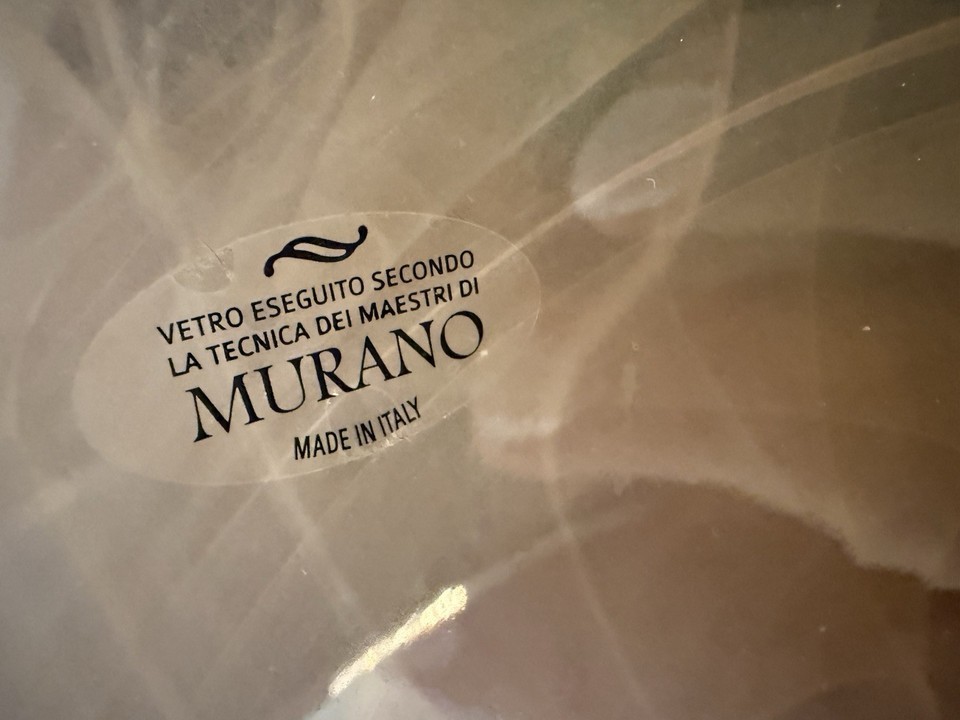 VETRO ESEGUITO SECONDO
LA TECNICA DEI MAESTRI DI
MURANO
MADE IN ITALY